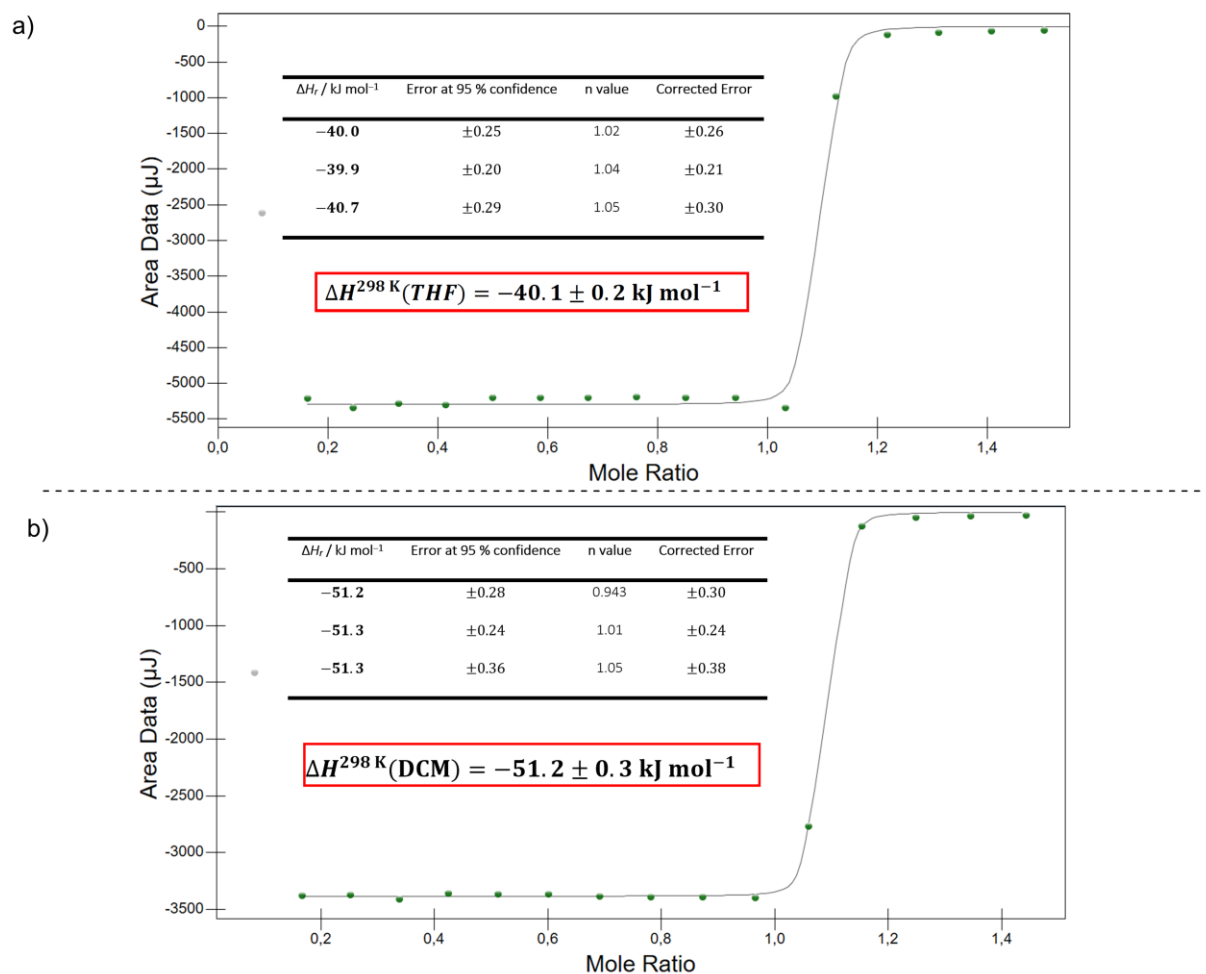 a)
0
-500
-1000
-1500
-2000
-2500
-3000
-3500
-4000
-4500
-5000
-5500
Area Data (µJ)
ΔHr / kJ mol⁻¹ Error at 95 % confidence n value Corrected Error
−40.0 ±0.25 1.02 ±0.26
−39.9 ±0.20 1.04 ±0.21
−40.7 ±0.29 1.05 ±0.30
ΔH²⁹⁸ ᴷ(THF) = −40.1 ± 0.2 kJ mol⁻¹
0,0 0,2 0,4 0,6 0,8 1,0 1,2 1,4
Mole Ratio
b)
-500
-1000
-1500
-2000
-2500
-3000
-3500
Area Data (µJ)
ΔHr / kJ mol⁻¹ Error at 95 % confidence n value Corrected Error
−51.2 ±0.28 0.943 ±0.30
−51.3 ±0.24 1.01 ±0.24
−51.3 ±0.36 1.05 ±0.38
ΔH²⁹⁸ ᴷ(DCM) = −51.2 ± 0.3 kJ mol⁻¹
0,2 0,4 0,6 0,8 1,0 1,2 1,4
Mole Ratio